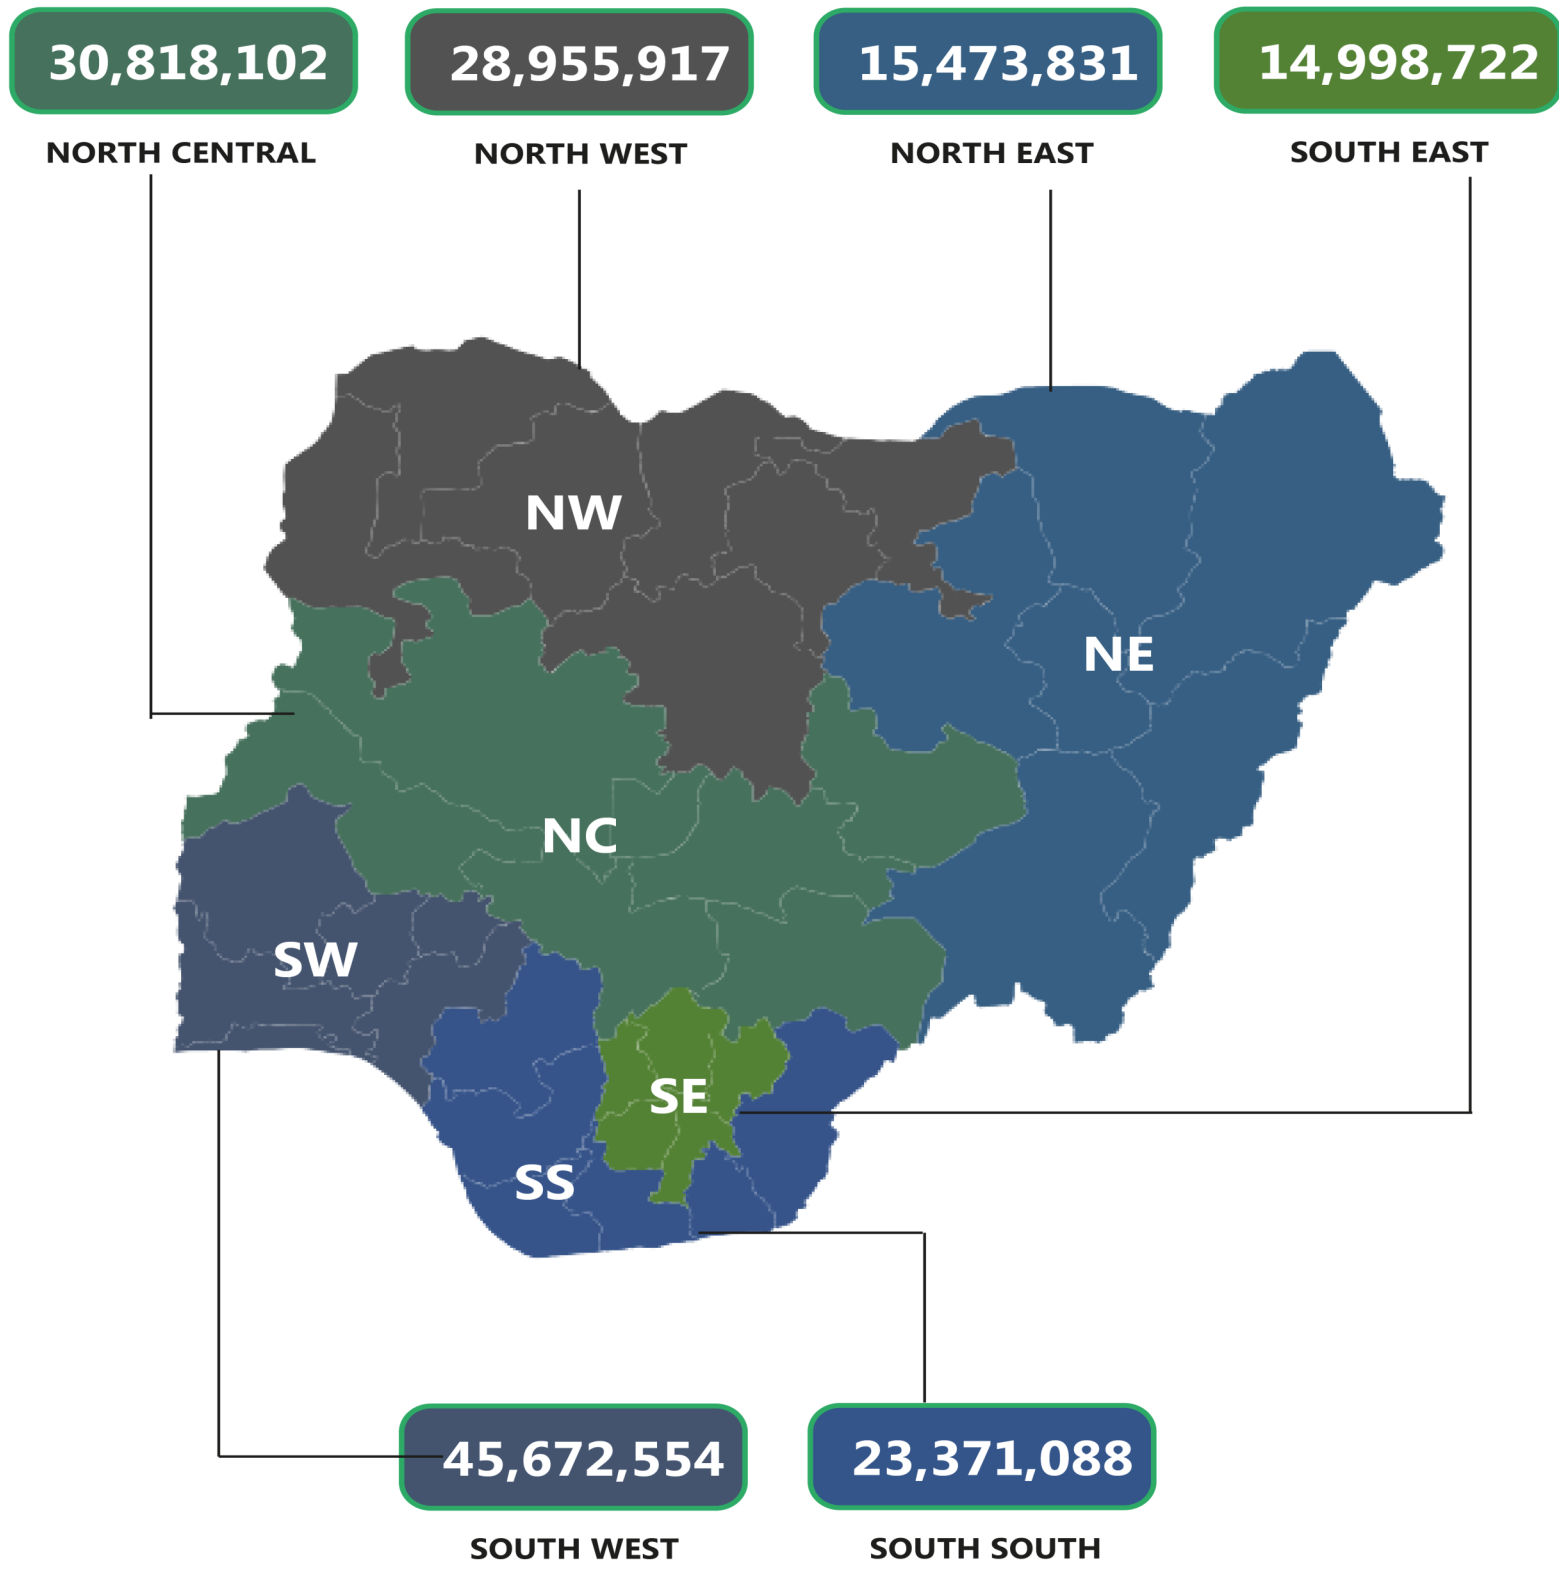 30,818,102
28,955,917
15,473,831
14,998,722
NORTH CENTRAL
NORTH WEST
NORTH EAST
SOUTH EAST
NW
NE
NC
SW
SE
SS
45,672,554
23,371,088
SOUTH WEST
SOUTH SOUTH